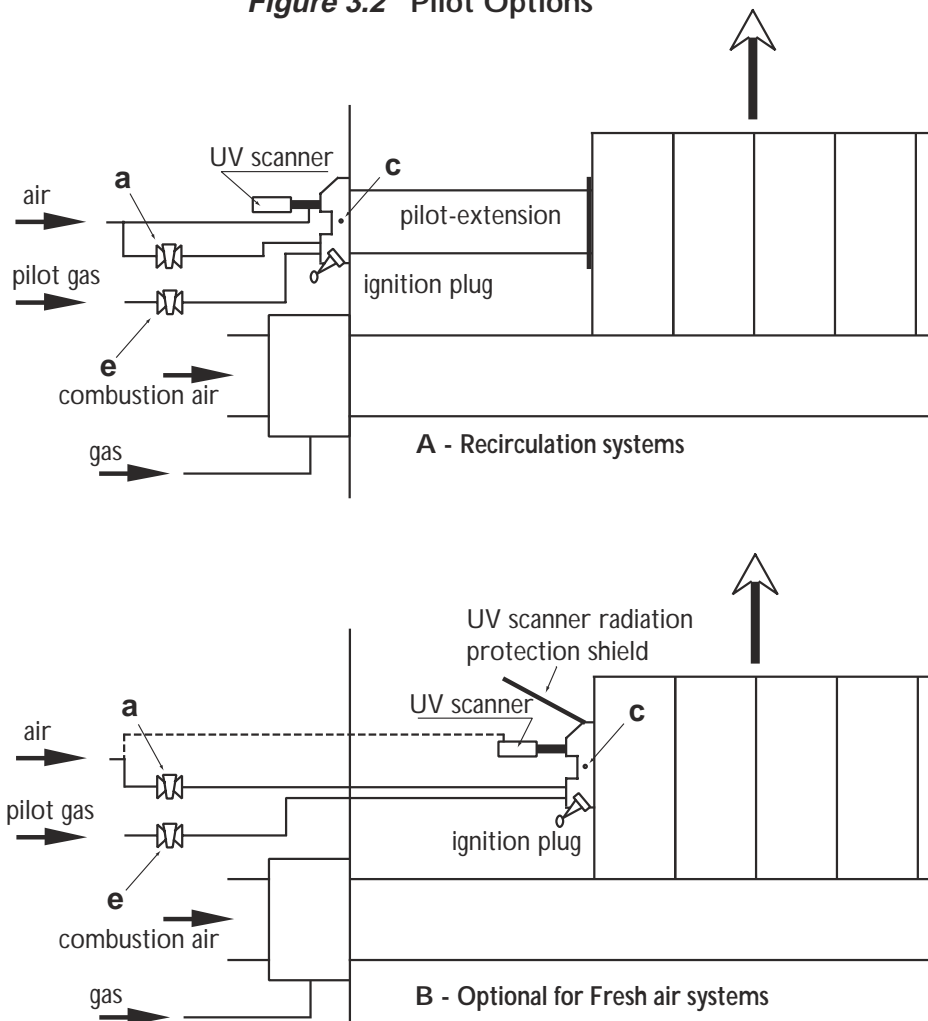 Figure 3.2 Pilot Options
UV scanner
a
c
air
pilot-extension
pilot gas
ignition plug
e
combustion air
A - Recirculation systems
gas
UV scanner radiation
protection shield
a
UV scanner
c
air
pilot gas
ignition plug
e
combustion air
gas
B - Optional for Fresh air systems